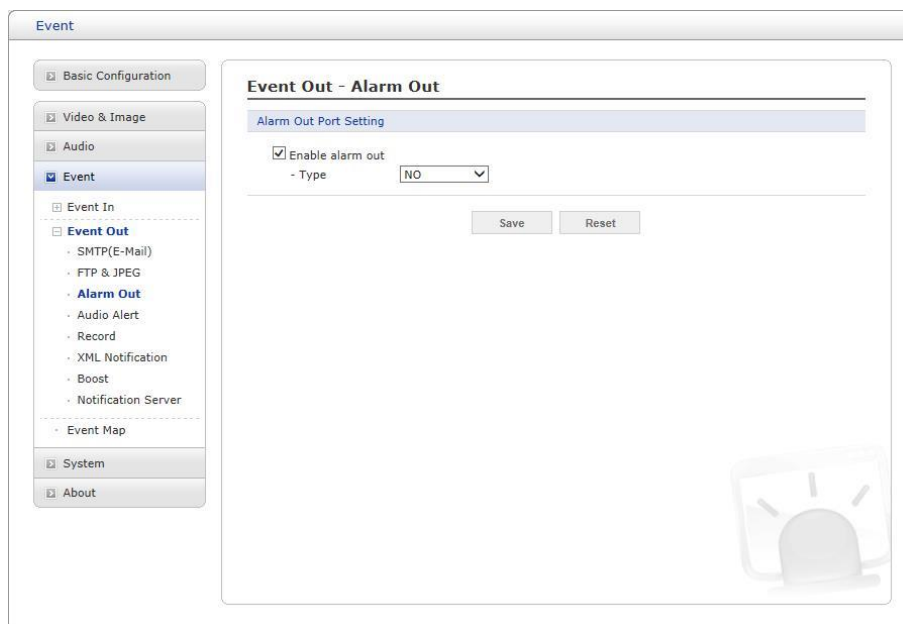 Event
Basic Configuration
Video & Image
Audio
Event
Event In
Event Out
SMTP(E-Mail)
FTP & JPEG
Alarm Out
Audio Alert
Record
XML Notification
Boost
Notification Server
Event Map
System
About
Event Out - Alarm Out
Alarm Out Port Setting
Enable alarm out
- Type NO
Save Reset